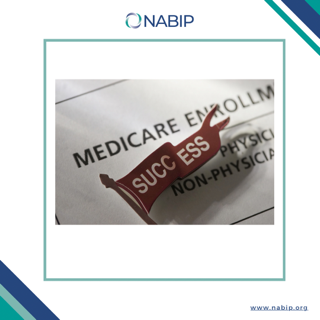 NABIP
MEDICARE ENROLLM
SUCCESS
PHYSICI
NON-PHYSICIA
www.nabip.org